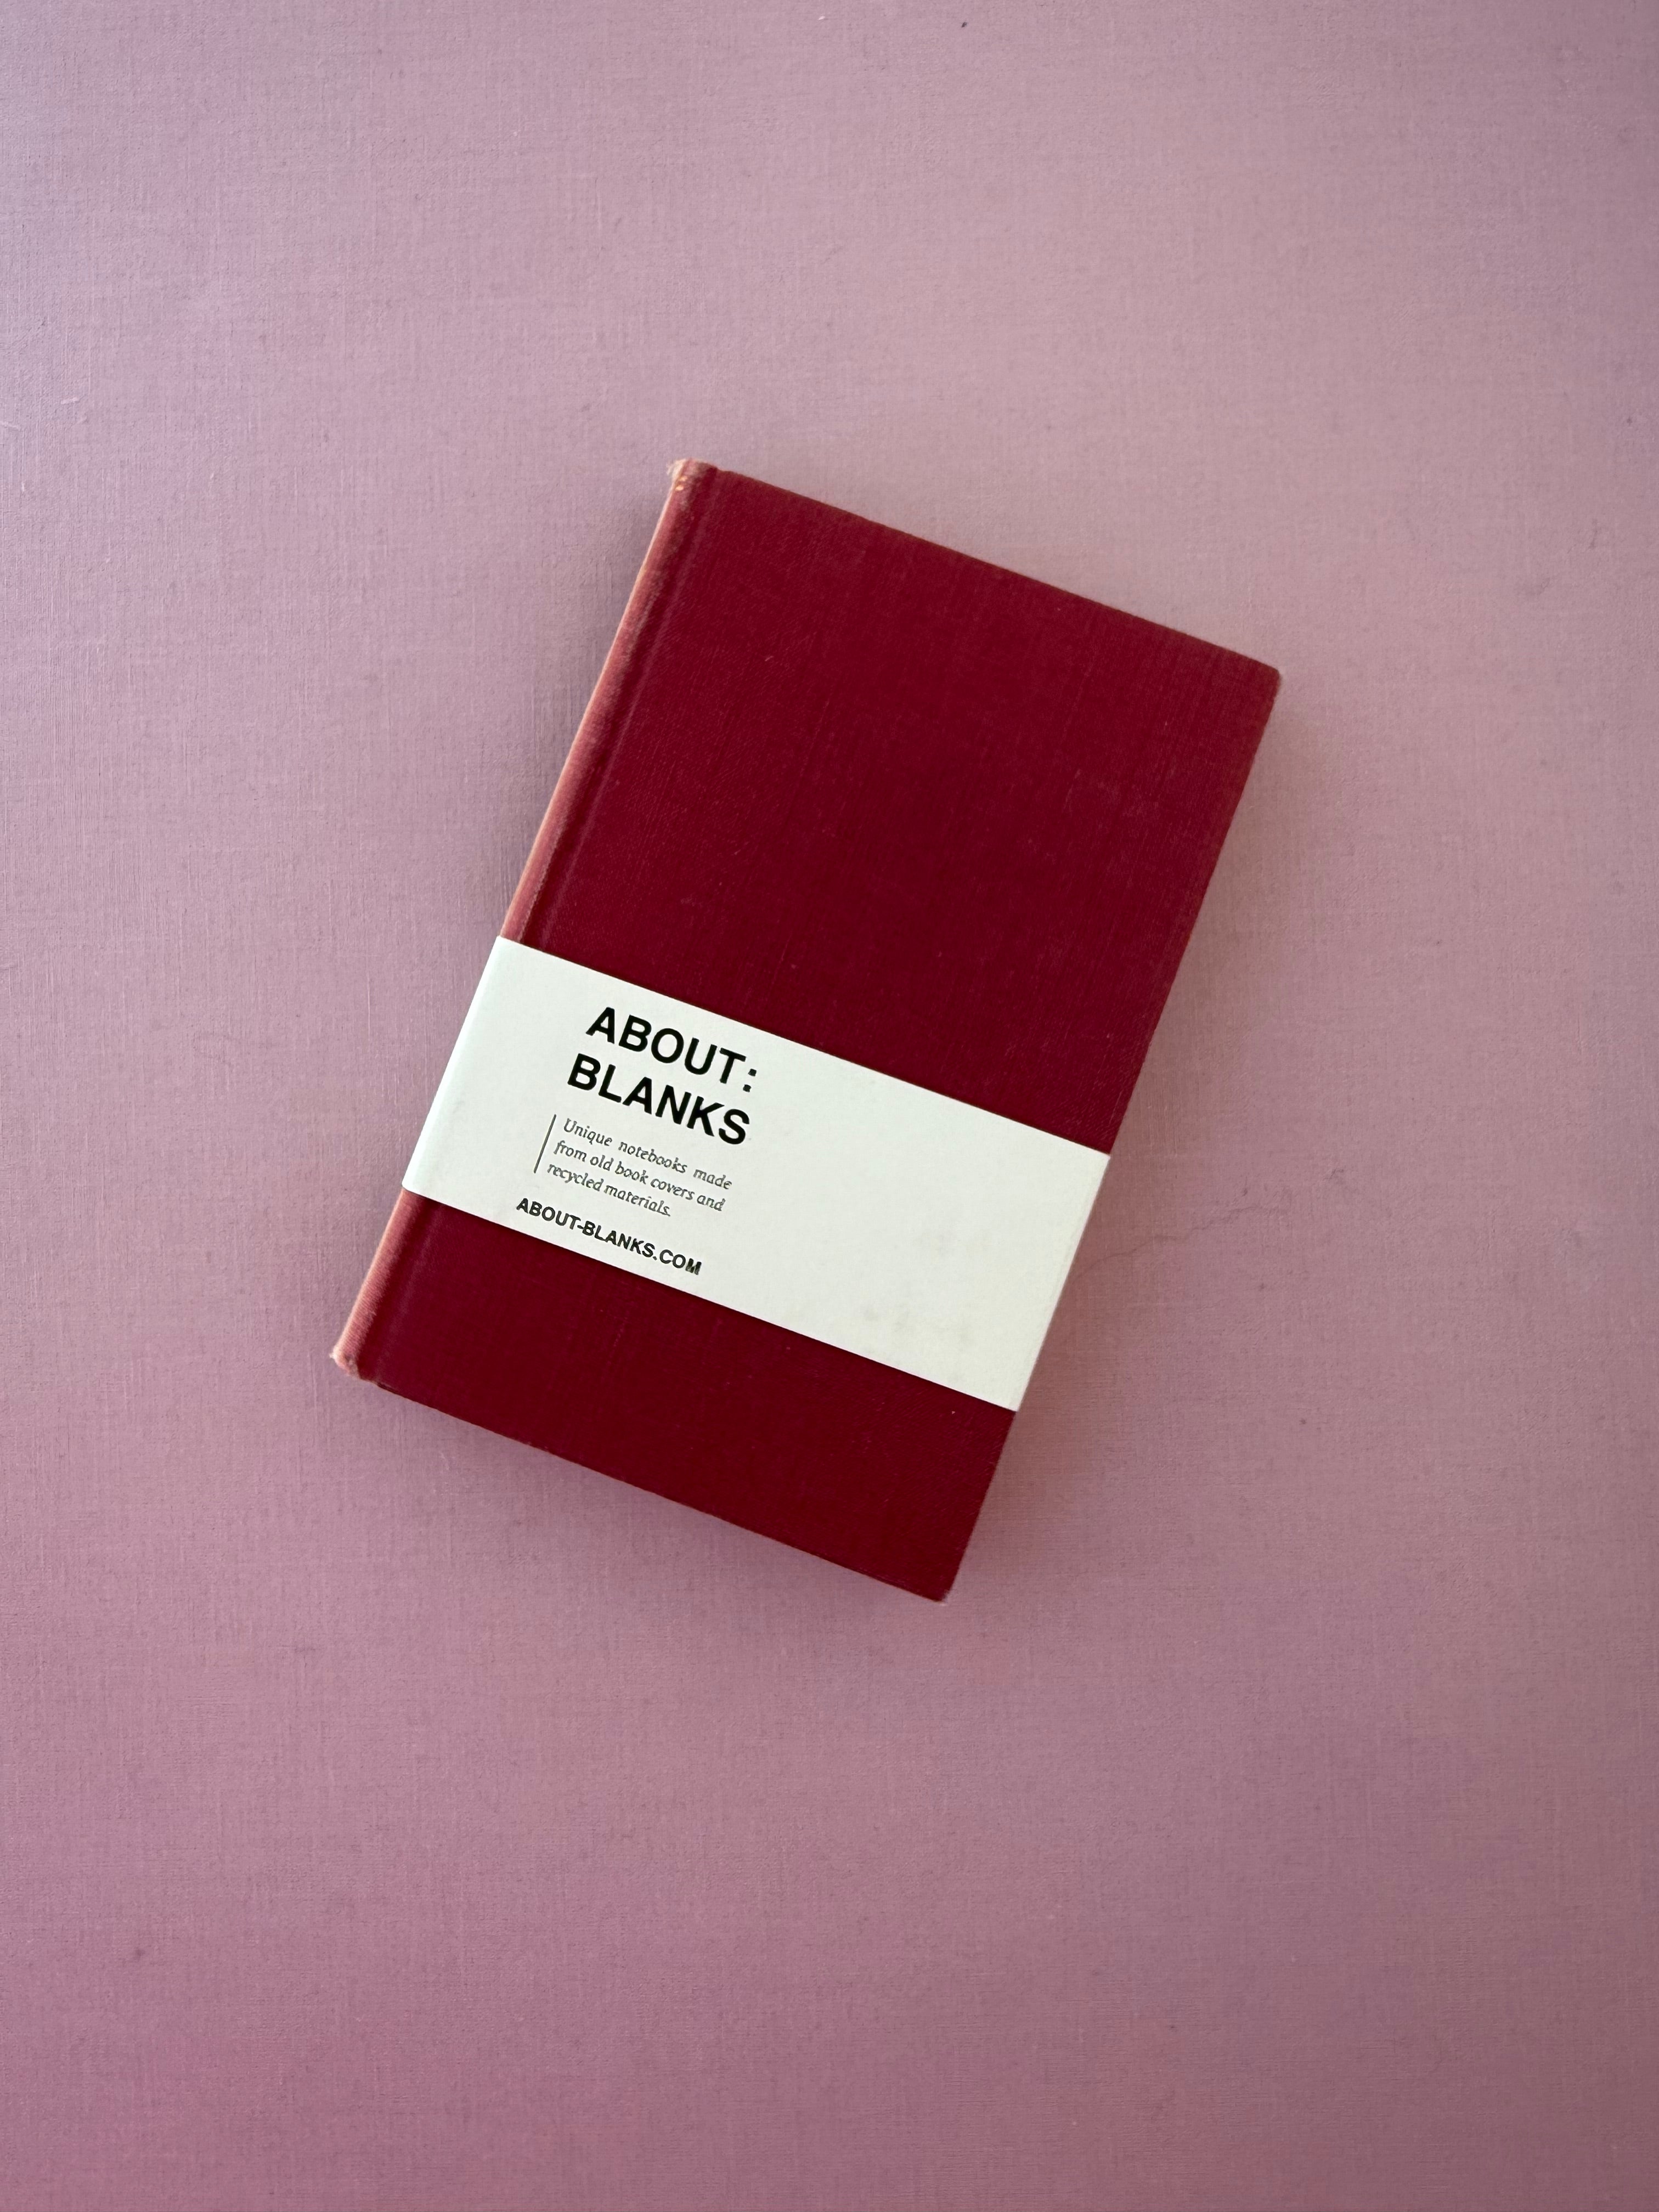 ABOUT:
BLANKS
Unique notebooks made
from old book covers and
recycled materials.
ABOUT-BLANKS.COM